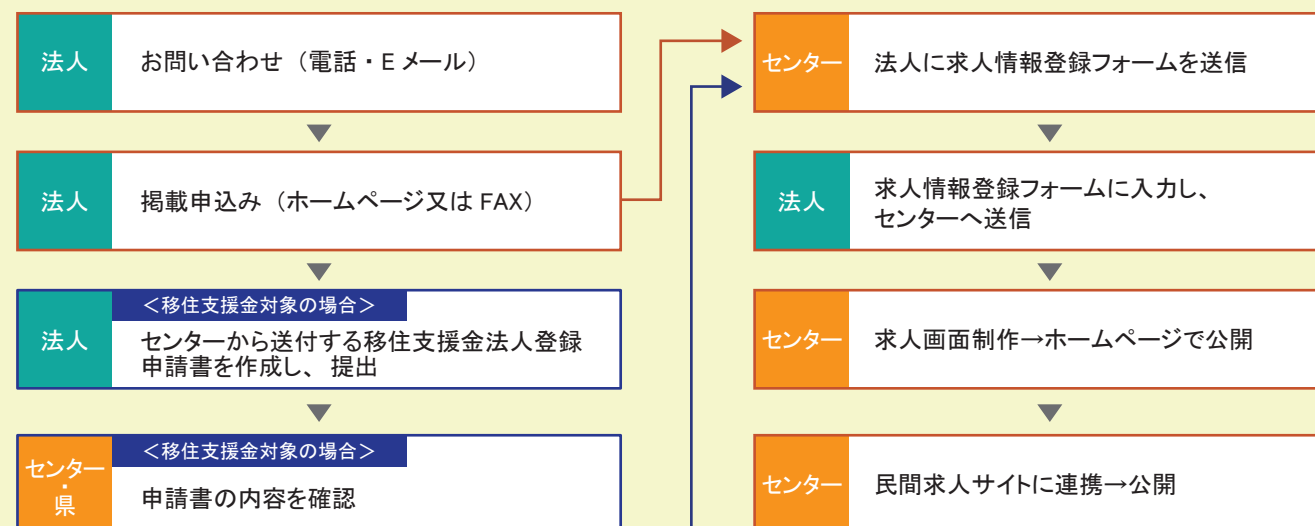 法人
お問い合わせ（電話・Eメール）
法人
掲載申込み（ホームページ又は FAX）
法人
＜移住支援金対象の場合＞
センターから送付する移住支援金法人登録
申請書を作成し、提出
センター
・
県
＜移住支援金対象の場合＞
申請書の内容を確認
センター
法人に求人情報登録フォームを送信
法人
求人情報登録フォームに入力し、
センターへ送信
センター
求人画面制作→ホームページで公開
センター
民間求人サイトに連携→公開